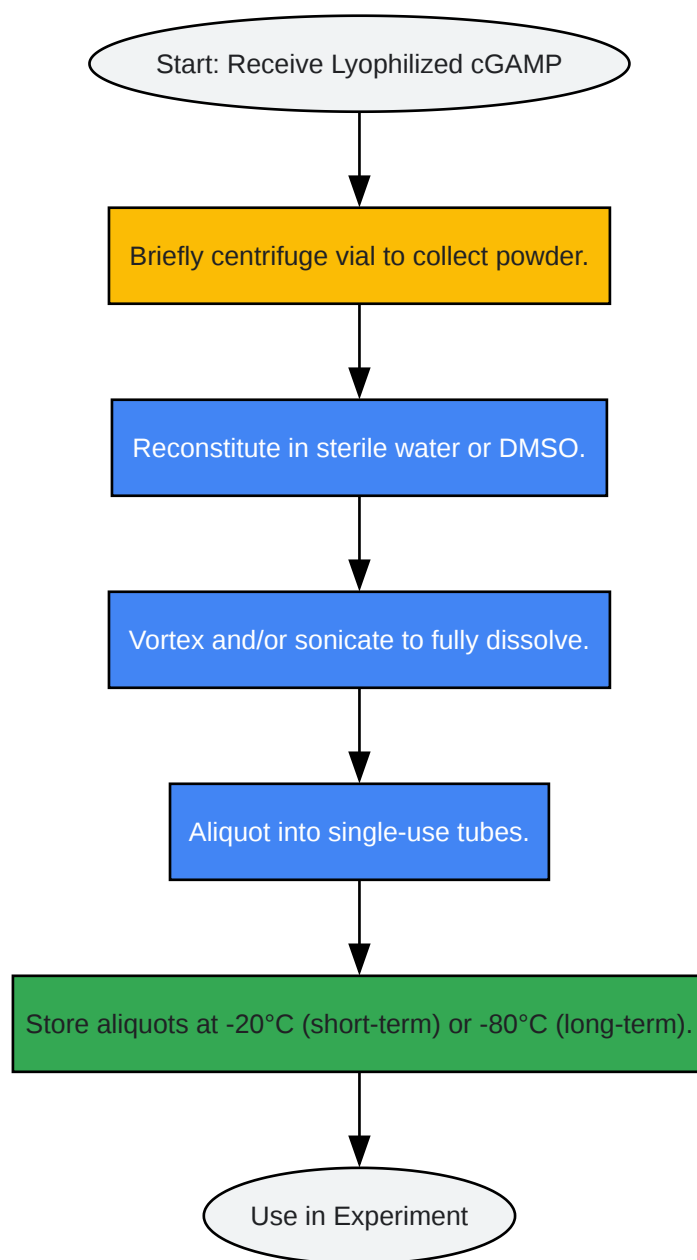 Start: Receive Lyophilized cGAMP
Briefly centrifuge vial to collect powder.
Reconstitute in sterile water or DMSO.
Vortex and/or sonicate to fully dissolve.
Aliquot into single-use tubes.
Store aliquots at -20°C (short-term) or -80°C (long-term).
Use in Experiment